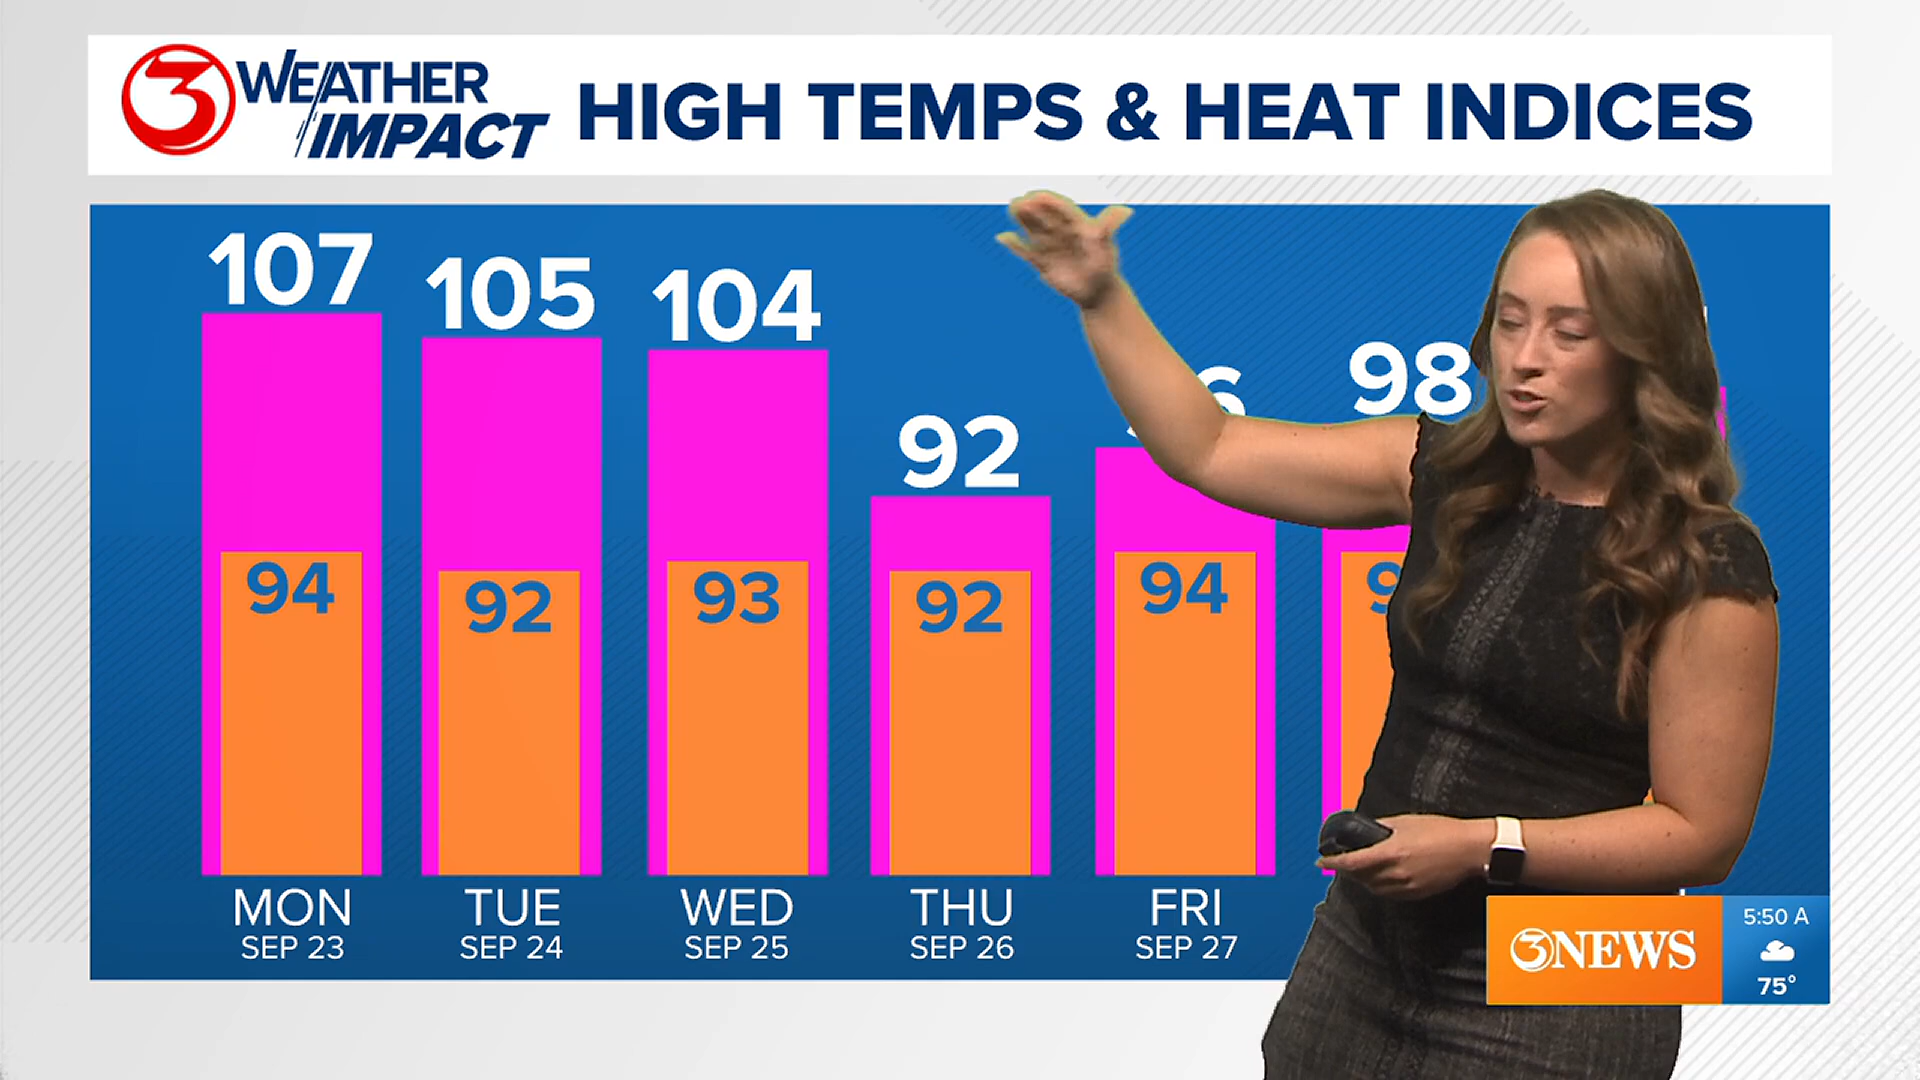 3 WEATHER IMPACT
HIGH TEMPS & HEAT INDICES
107 105 104 92 98
94 92 93 92 94
MON TUE WED THU FRI
SEP 23 SEP 24 SEP 25 SEP 26 SEP 27
3NEWS
5:50 A
75°